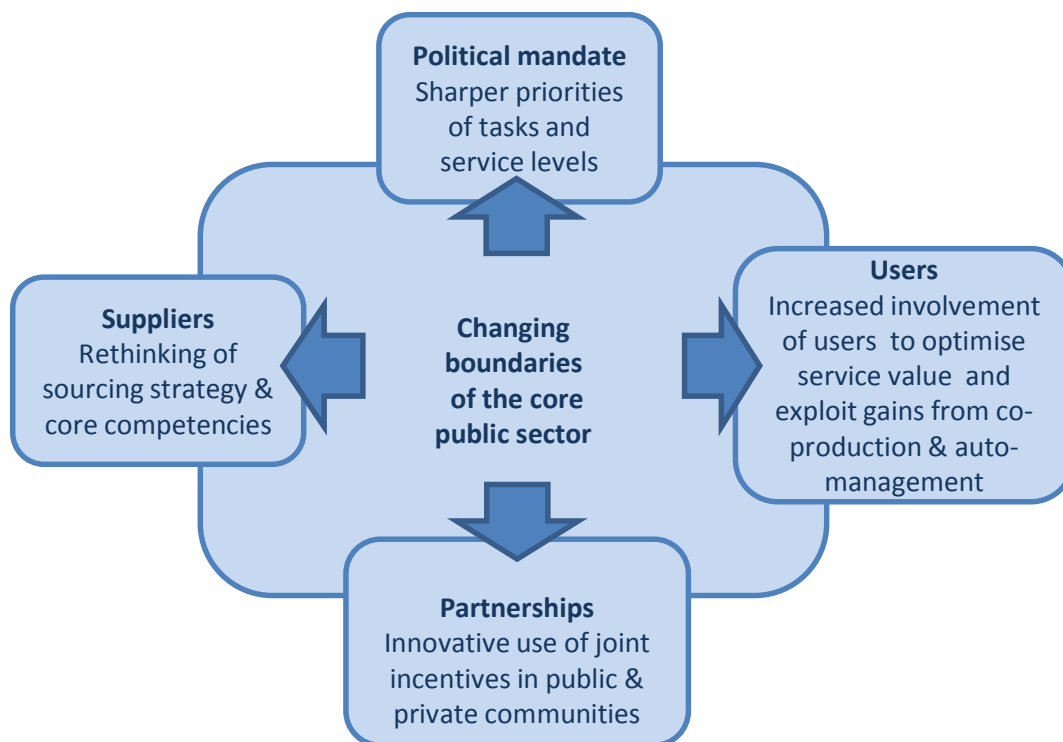 Political mandate
Sharper priorities
of tasks and
service levels
Suppliers
Rethinking of
sourcing strategy &
core competencies
Changing
boundaries
of the core
public sector
Users
Increased involvement
of users to optimise
service value and
exploit gains from co-
production & auto-
management
Partnerships
Innovative use of joint
incentives in public &
private communities